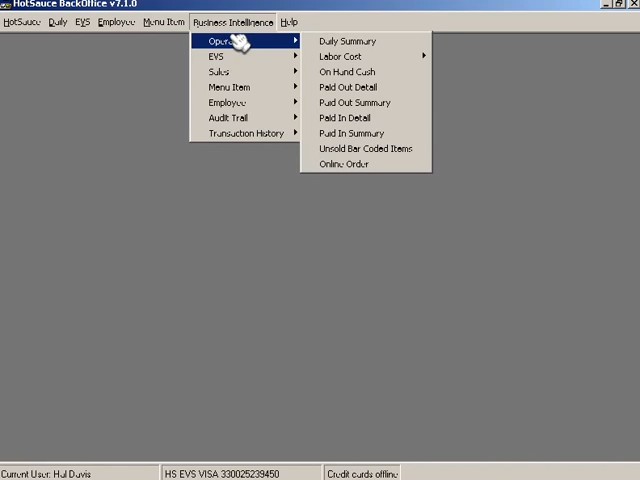 HotSauce BackOffice v7.1.0
HotSauce Daily EVS Employee Menu Item Business Intelligence Help
EVS
Sales
Menu Item
Employee
Audit Trail
Transaction History
Daily Summary
Labor Cost
On Hand Cash
Paid Out Detail
Paid Out Summary
Paid In Detail
Paid In Summary
Unsold Bar Coded Items
Online Order
Current User: Hal Davis
HS EVS VISA 330025239450
Credit cards offline